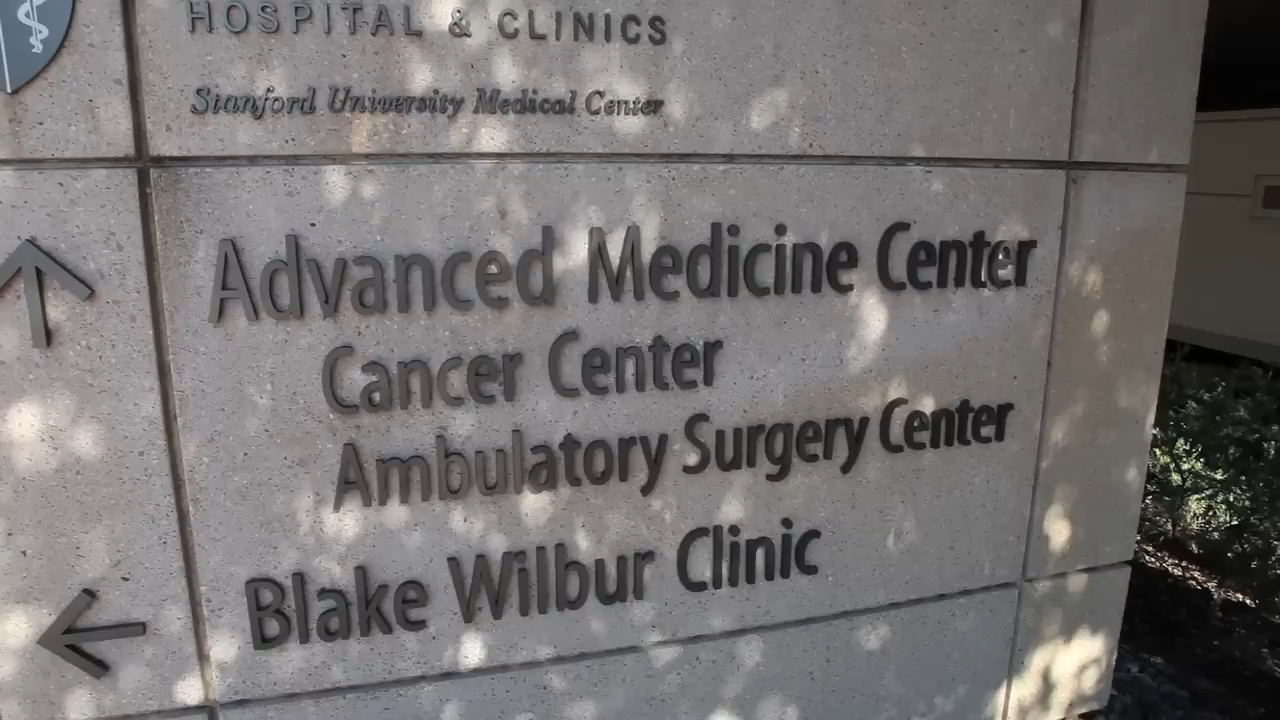 HOSPITAL & CLINICS
Stanford University Medical Center
Advanced Medicine Center
Cancer Center
Ambulatory Surgery Center
Blake Wilbur Clinic